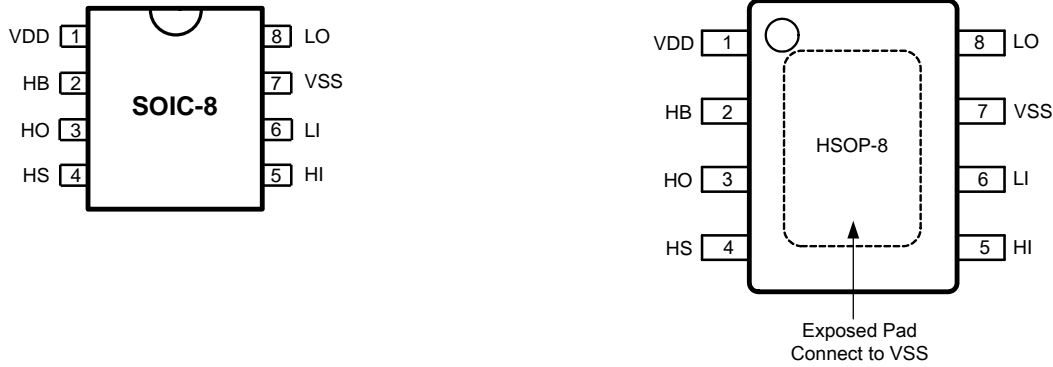 VDD 1 8 LO
HB 2 7 VSS
SOIC-8
HO 3 6 LI
HS 4 5 HI
VDD 1 8 LO
HB 2 7 VSS
HSOP-8
HO 3 6 LI
HS 4 5 HI
Exposed Pad
Connect to VSS